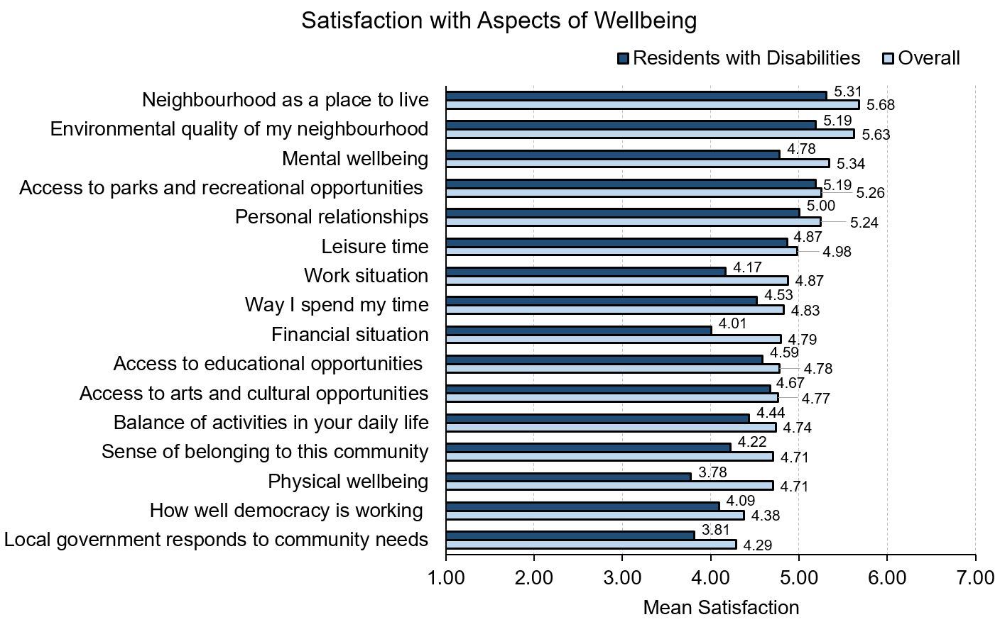 Satisfaction with Aspects of Wellbeing
Residents with Disabilities Overall
Neighbourhood as a place to live 5.31 5.68
Environmental quality of my neighbourhood 5.19 5.63
Mental wellbeing 4.78 5.34
Access to parks and recreational opportunities 5.19 5.26
Personal relationships 5.00 5.24
Leisure time 4.87 4.98
Work situation 4.17 4.87
Way I spend my time 4.53 4.83
Financial situation 4.01 4.79
Access to educational opportunities 4.59 4.78
Access to arts and cultural opportunities 4.67 4.77
Balance of activities in your daily life 4.44 4.74
Sense of belonging to this community 4.22 4.71
Physical wellbeing 3.78 4.71
How well democracy is working 4.09 4.38
Local government responds to community needs 3.81 4.29
1.00 2.00 3.00 4.00 5.00 6.00 7.00
Mean Satisfaction